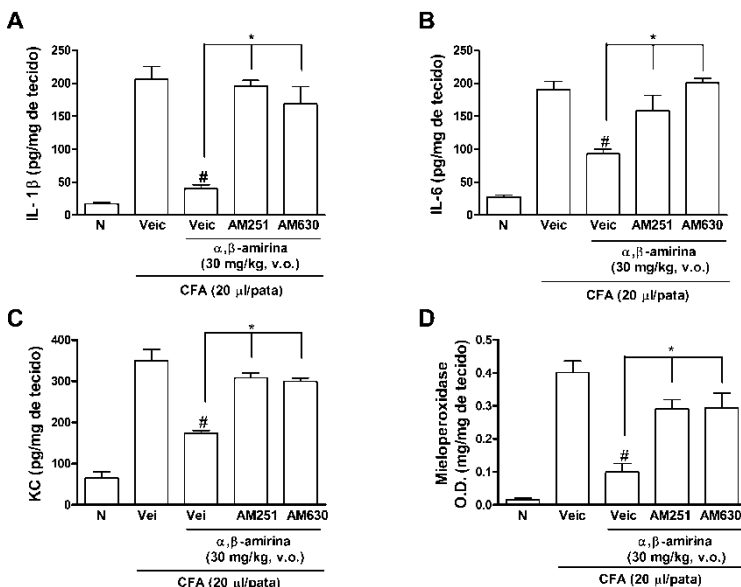 A
IL- 1β (pg/mg de tecido)
250
200
150
100
50
0
#
*
N Veic Veic AM251 AM630
α,β-amirina
(30 mg/kg, v.o.)
CFA (20 μl/pata)
B
IL-6 (pg/mg de tecido)
250
200
150
100
50
0
#
*
N Veic Veic AM251 AM630
α,β-amirina
(30 mg/kg, v.o.)
CFA (20 μl/pata)
C
KC (pg/mg de tecido)
400
300
200
100
0
#
*
N Vei Vei AM251 AM630
α,β-amirina
(30 mg/kg, v.o.)
CFA (20 μl/pata)
D
Mieloperoxidase
O.D. (mg/mg de tecido)
0.5
0.4
0.3
0.2
0.1
0.0
#
*
N Veic Veic AM251 AM630
α,β-amirina
(30 mg/kg, v.o.)
CFA (20 μl/pata)